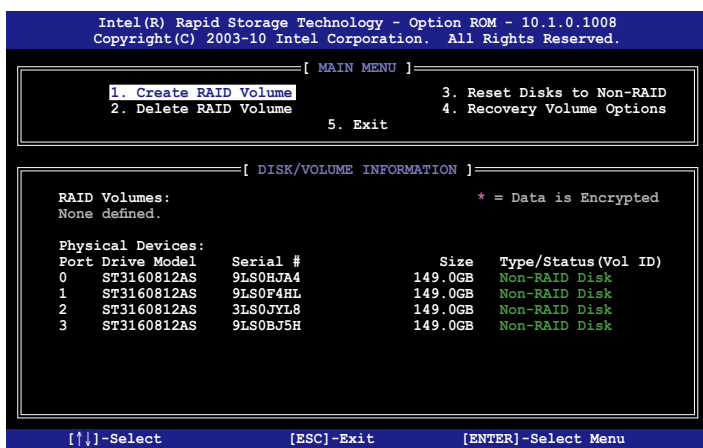 Intel(R) Rapid Storage Technology - Option ROM - 10.1.0.1008
Copyright(C) 2003-10 Intel Corporation. All Rights Reserved.
[ MAIN MENU ]
1. Create RAID Volume 3. Reset Disks to Non-RAID
2. Delete RAID Volume 4. Recovery Volume Options
5. Exit
[ DISK/VOLUME INFORMATION ]
RAID Volumes: * = Data is Encrypted
None defined.
Physical Devices:
Port Drive Model Serial # Size Type/Status(Vol ID)
0 ST3160812AS 9LS0HJA4 149.0GB Non-RAID Disk
1 ST3160812AS 9LS0F4HL 149.0GB Non-RAID Disk
2 ST3160812AS 3LS0JYL8 149.0GB Non-RAID Disk
3 ST3160812AS 9LS0BJ5H 149.0GB Non-RAID Disk
[↑↓]-Select [ESC]-Exit [ENTER]-Select Menu